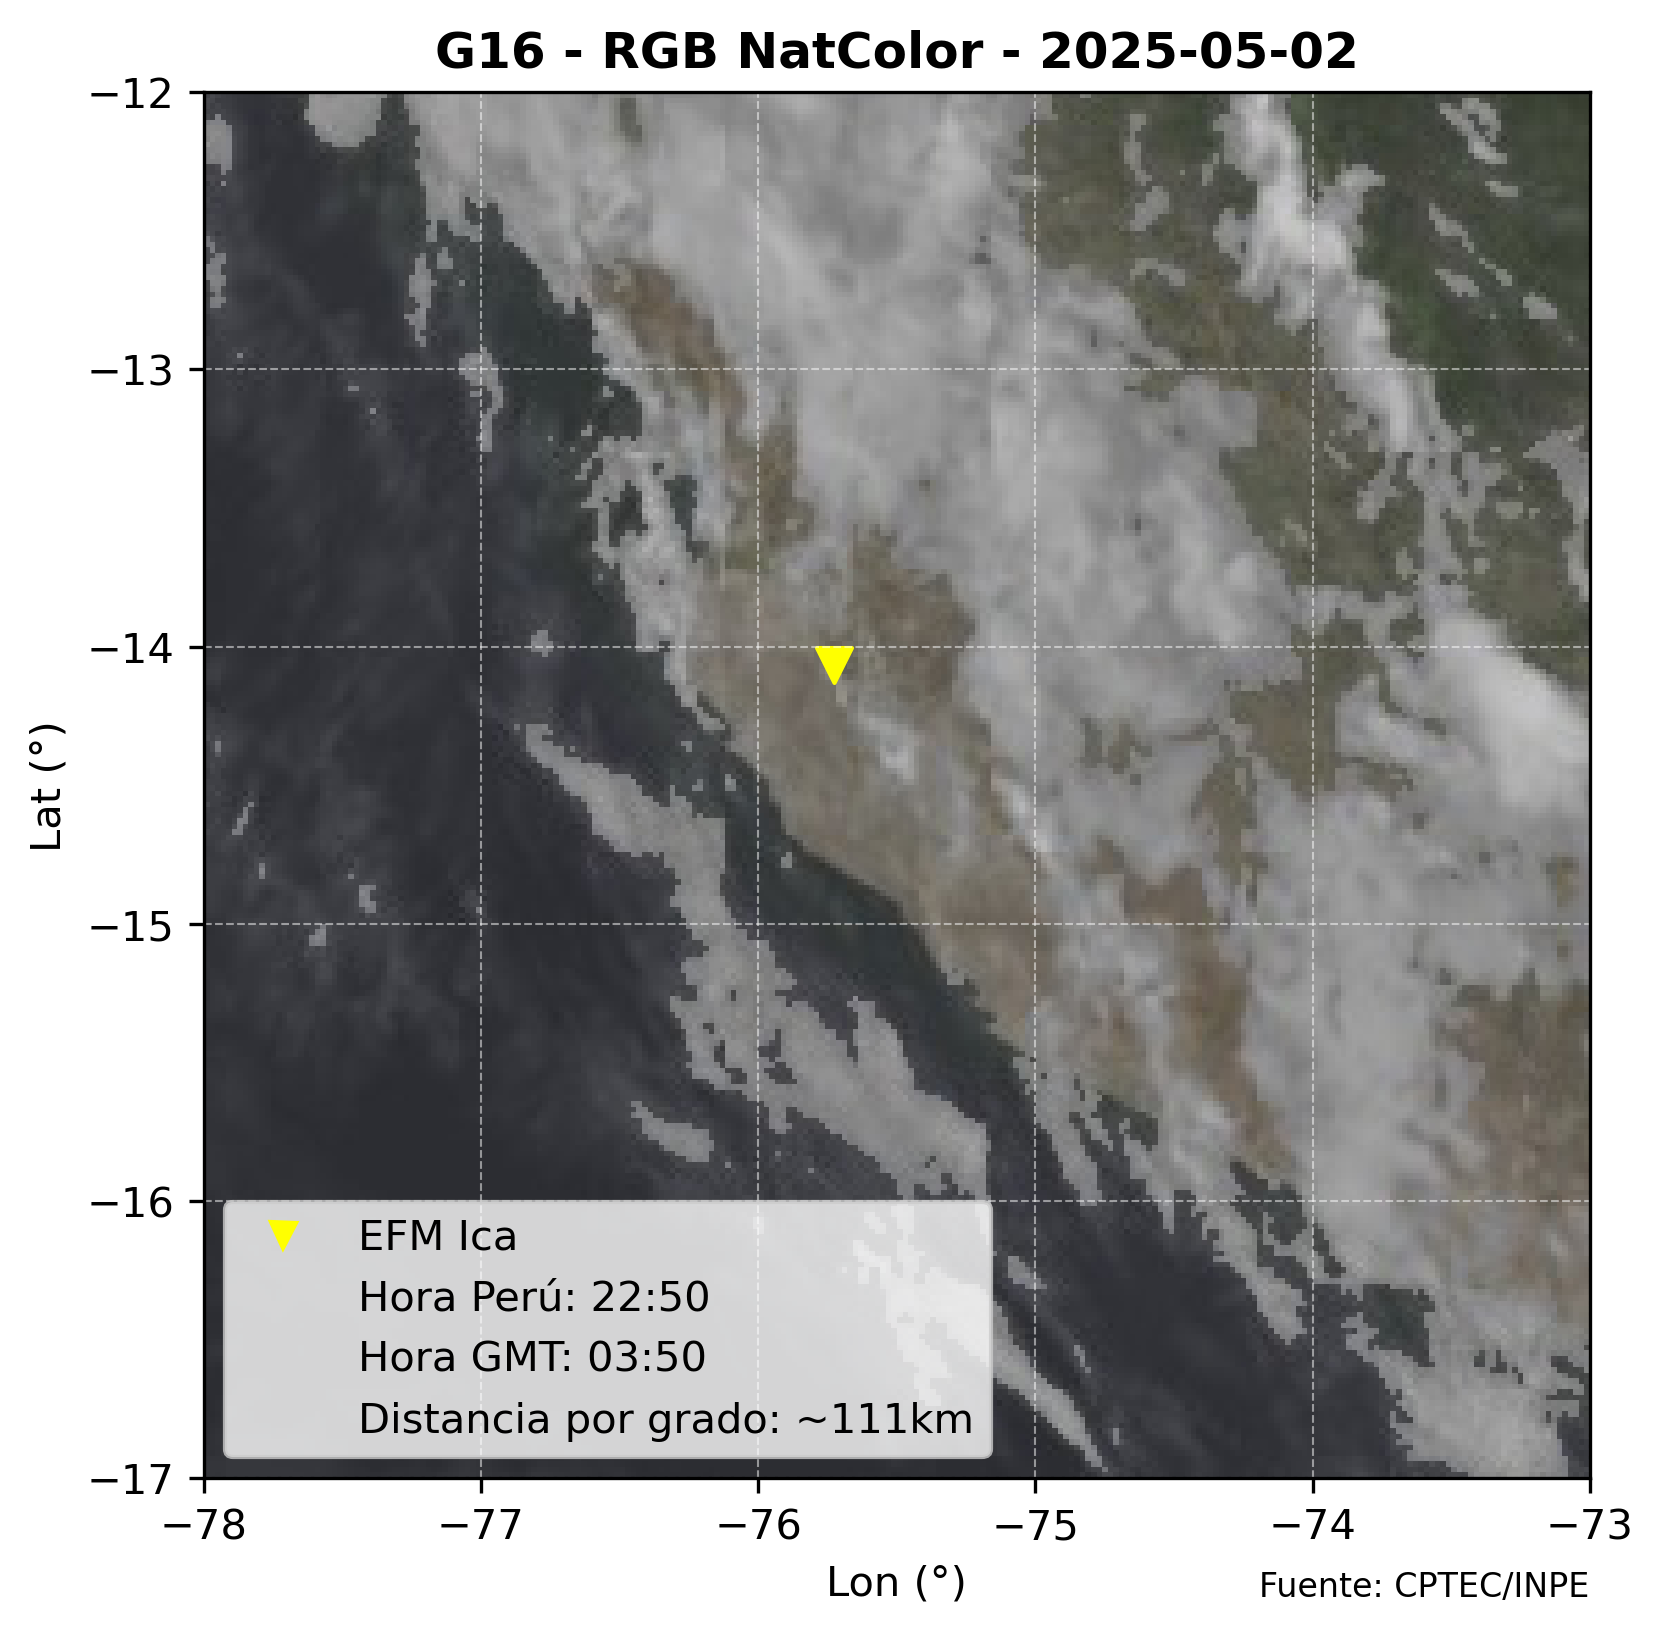 G16 - RGB NatColor - 2025-05-02
−12
−13
−14
−15
−16
−17
Lat (°)
EFM Ica
Hora Perú: 22:50
Hora GMT: 03:50
Distancia por grado: ~111km
−78
−77
−76
−75
−74
−73
Lon (°)
Fuente: CPTEC/INPE